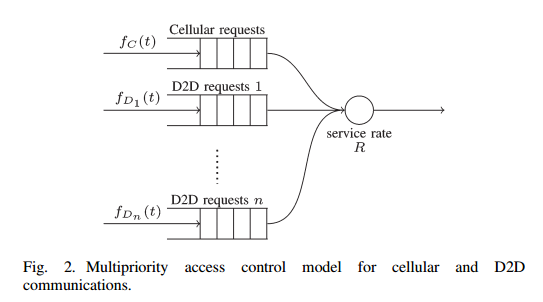 Cellular requests
f_C(t)
D2D requests 1
f_{D_1}(t)
service rate
R
D2D requests n
f_{D_n}(t)
Fig. 2. Multipriority access control model for cellular and D2D
communications.